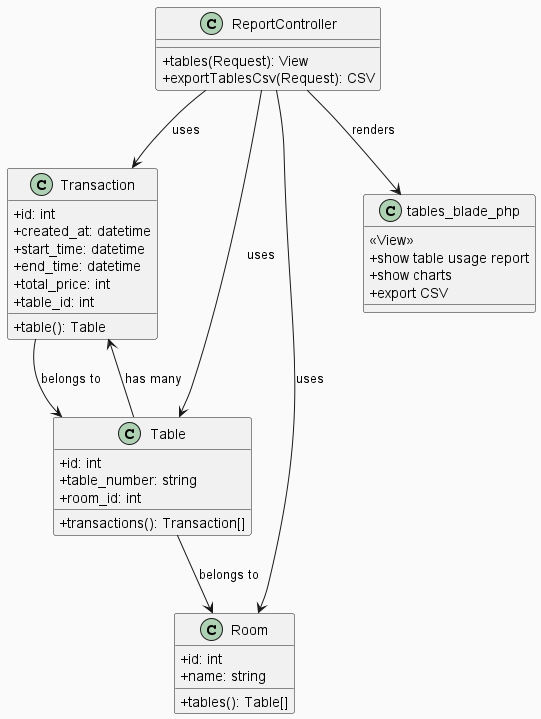 C ReportController
+tables(Request): View
+exportTablesCsv(Request): CSV
uses
renders
C Transaction
+id: int
+created_at: datetime
+start_time: datetime
+end_time: datetime
+total_price: int
+table_id: int
+table(): Table
C tables_blade_php
«View»
+show table usage report
+show charts
+export CSV
uses
belongs to
has many
uses
C Table
+id: int
+table_number: string
+room_id: int
+transactions(): Transaction[]
belongs to
C Room
+id: int
+name: string
+tables(): Table[]